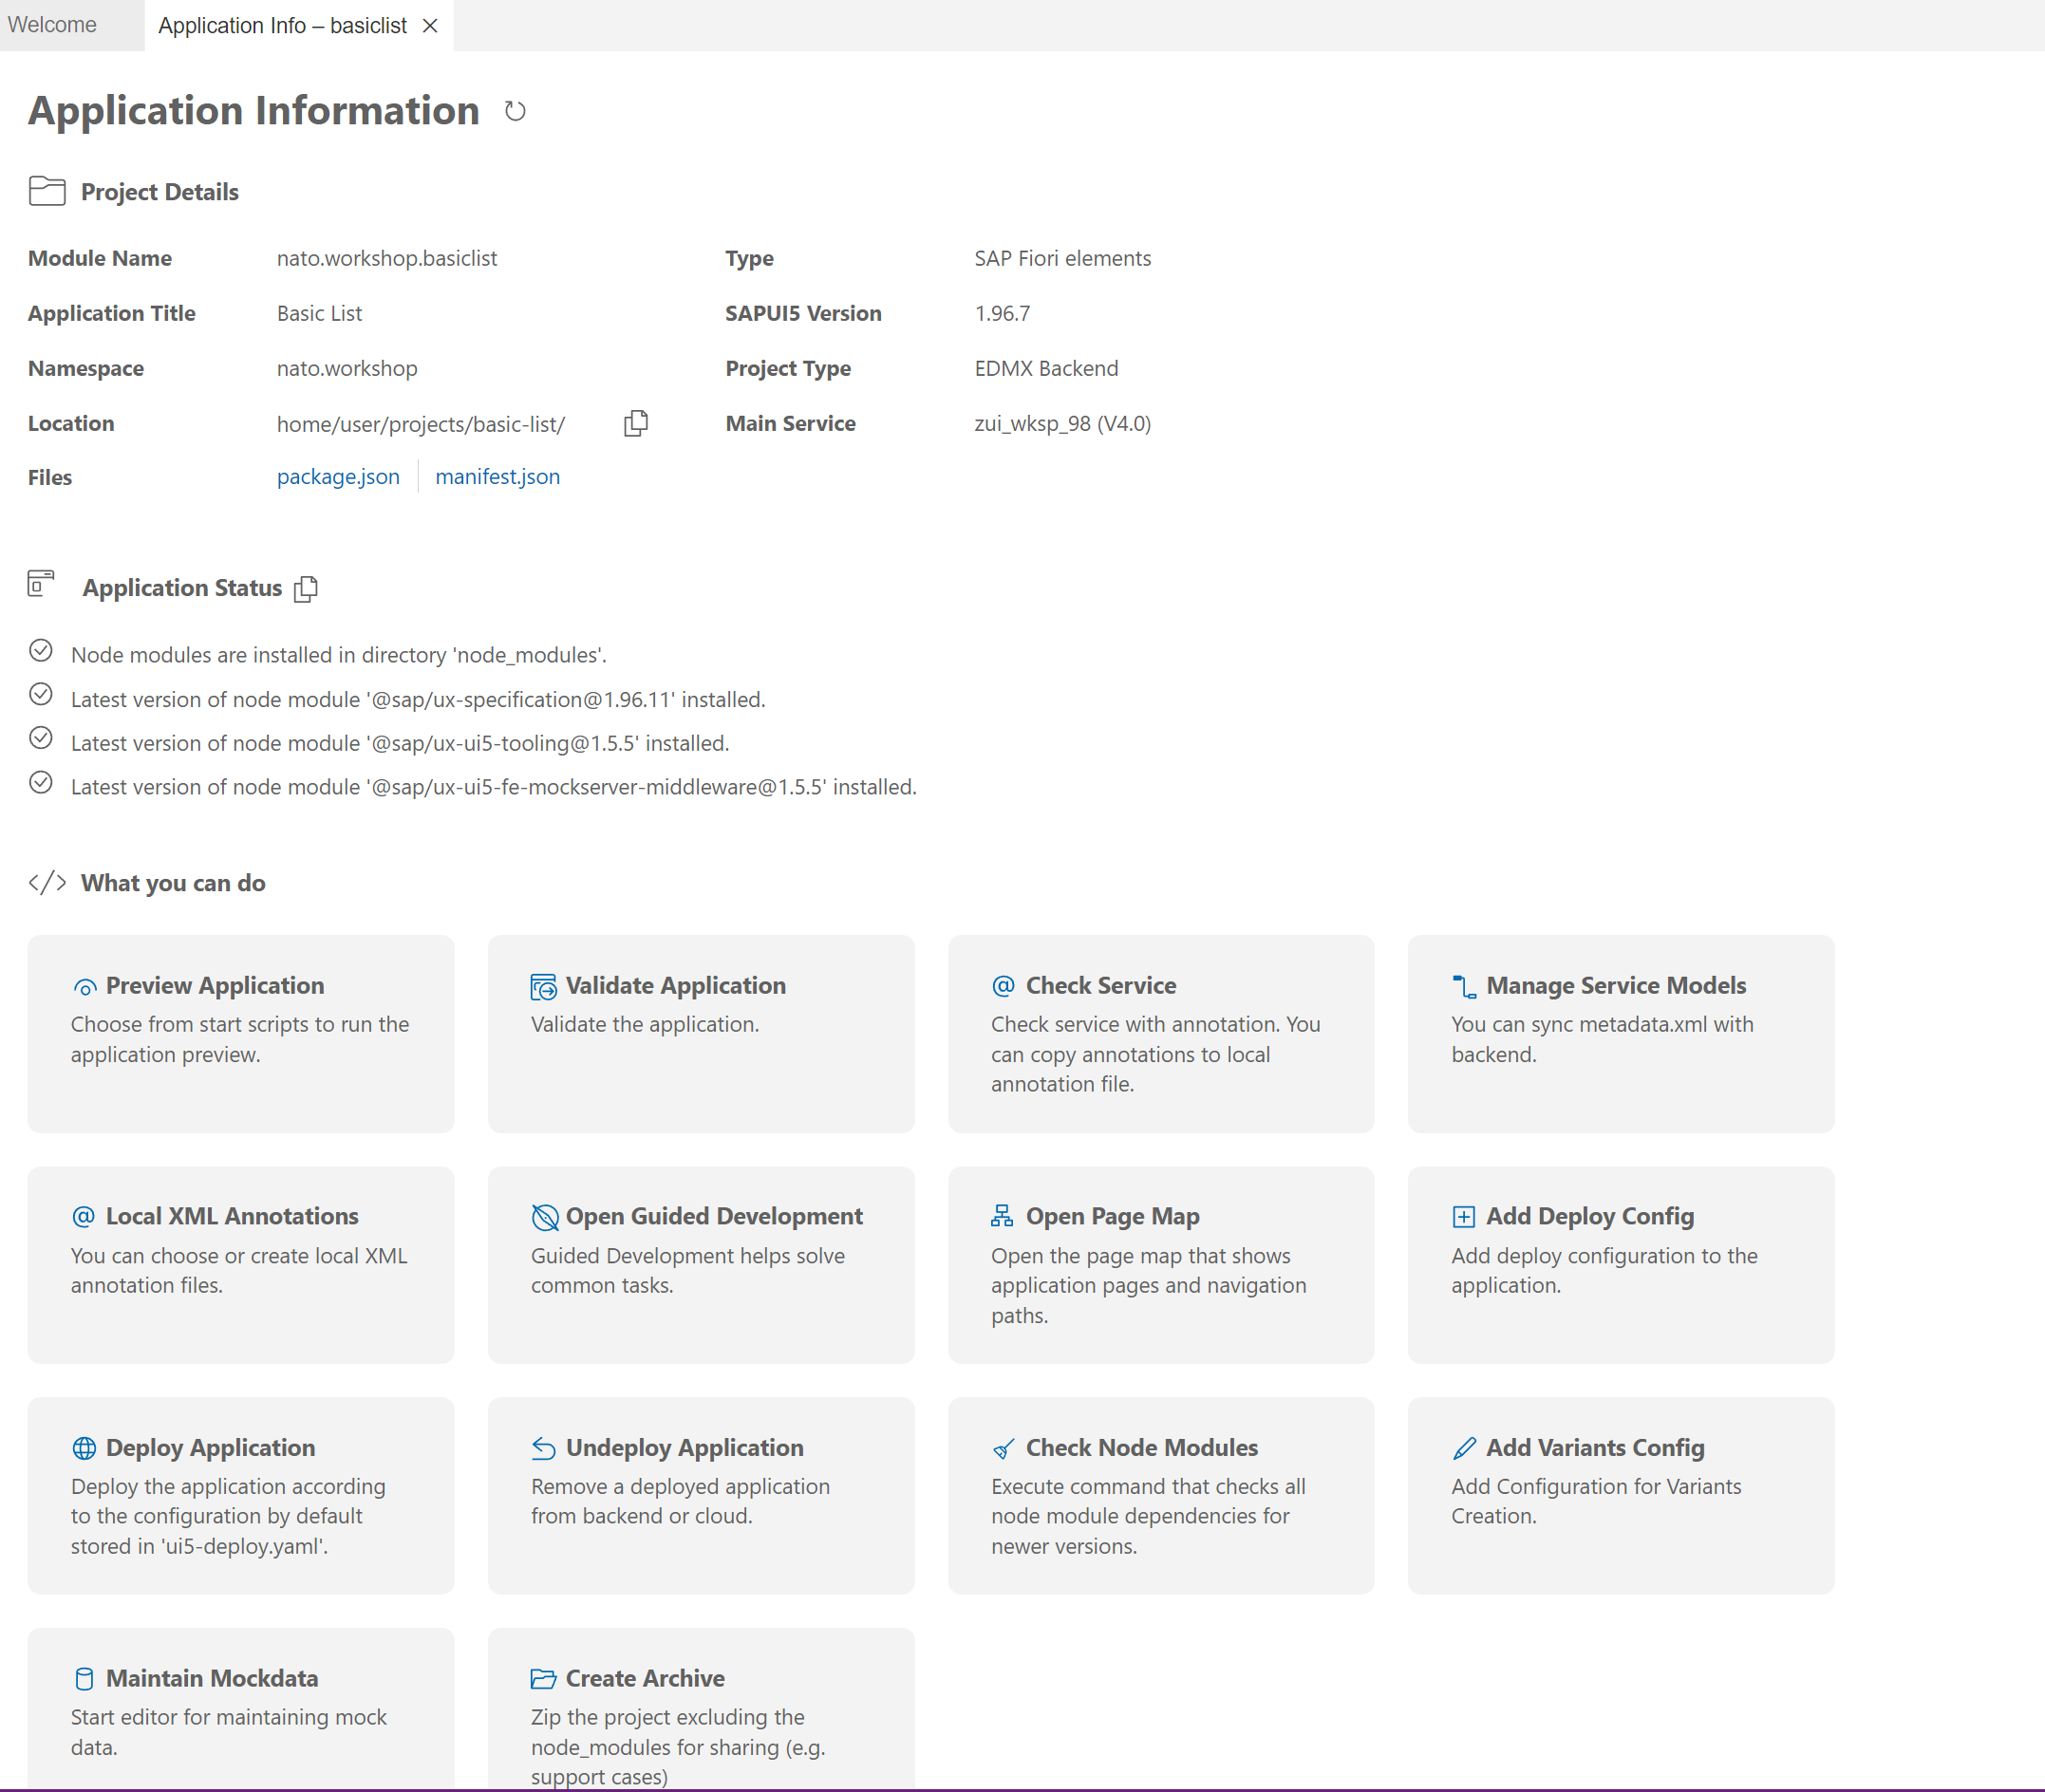 Welcome
Application Info – basiclist
Application Information
Project Details
Module Name nato.workshop.basiclist Type SAP Fiori elements
Application Title Basic List SAPUI5 Version 1.96.7
Namespace nato.workshop Project Type EDMX Backend
Location home/user/projects/basic-list/ Main Service zui_wksp_98 (V4.0)
Files package.json manifest.json
Application Status
Node modules are installed in directory 'node_modules'.
Latest version of node module '@sap/ux-specification@1.96.11' installed.
Latest version of node module '@sap/ux-ui5-tooling@1.5.5' installed.
Latest version of node module '@sap/ux-ui5-fe-mockserver-middleware@1.5.5' installed.
</> What you can do
Preview Application
Choose from start scripts to run the
application preview.
Validate Application
Validate the application.
@ Check Service
Check service with annotation. You
can copy annotations to local
annotation file.
Manage Service Models
You can sync metadata.xml with
backend.
@ Local XML Annotations
You can choose or create local XML
annotation files.
Open Guided Development
Guided Development helps solve
common tasks.
Open Page Map
Open the page map that shows
application pages and navigation
paths.
Add Deploy Config
Add deploy configuration to the
application.
Deploy Application
Deploy the application according
to the configuration by default
stored in 'ui5-deploy.yaml'.
Undeploy Application
Remove a deployed application
from backend or cloud.
Check Node Modules
Execute command that checks all
node module dependencies for
newer versions.
Add Variants Config
Add Configuration for Variants
Creation.
Maintain Mockdata
Start editor for maintaining mock
data.
Create Archive
Zip the project excluding the
node_modules for sharing (e.g.
support cases)